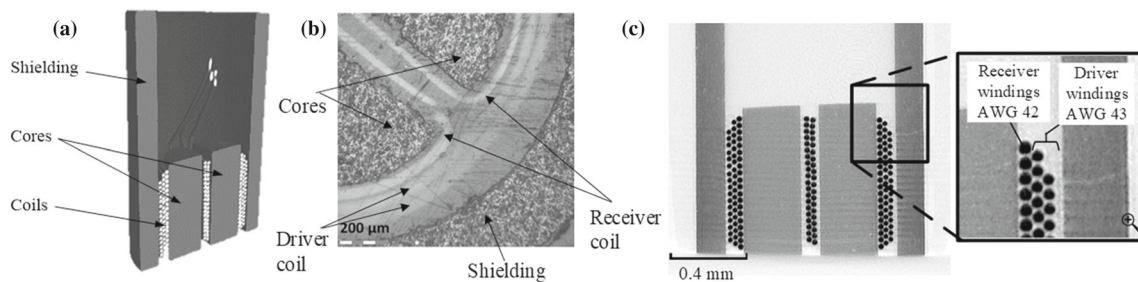 (a)
Shielding
Cores
Coils
(b)
Cores
Driver
coil
200 µm
Shielding
Receiver
coil
(c)
0.4 mm
Receiver
windings
AWG 42
Driver
windings
AWG 43